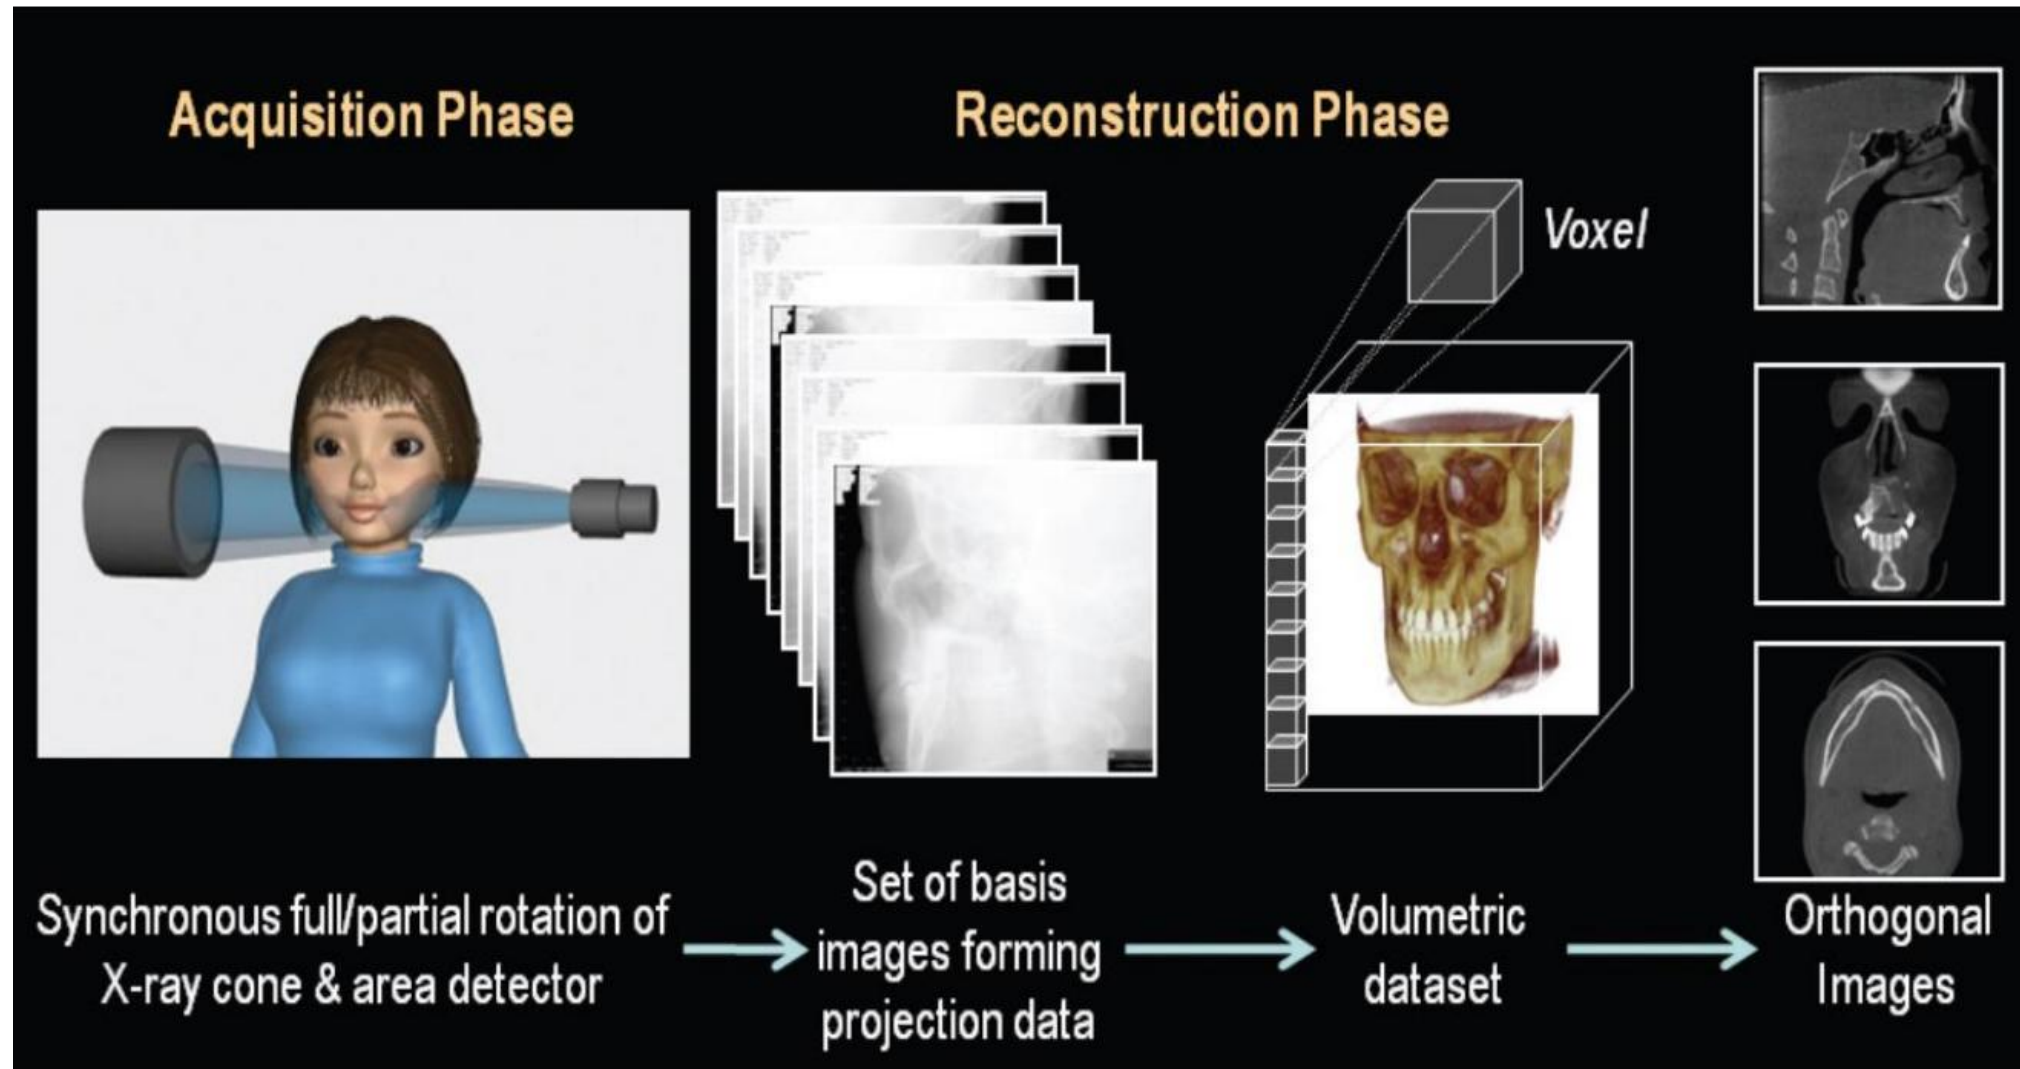 Acquisition Phase
Reconstruction Phase
Voxel
Synchronous full/partial rotation of
X-ray cone & area detector
Set of basis
images forming
projection data
Volumetric
dataset
Orthogonal
Images